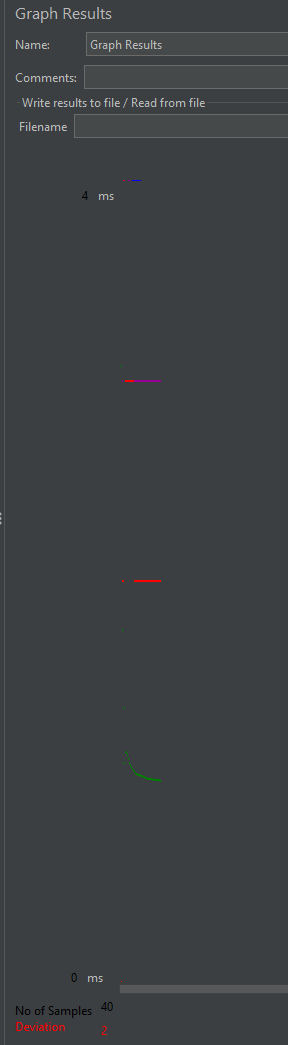 Graph Results
Name: Graph Results
Comments:
Write results to file / Read from file
Filename
4 ms
0 ms
No of Samples 40
Deviation 2